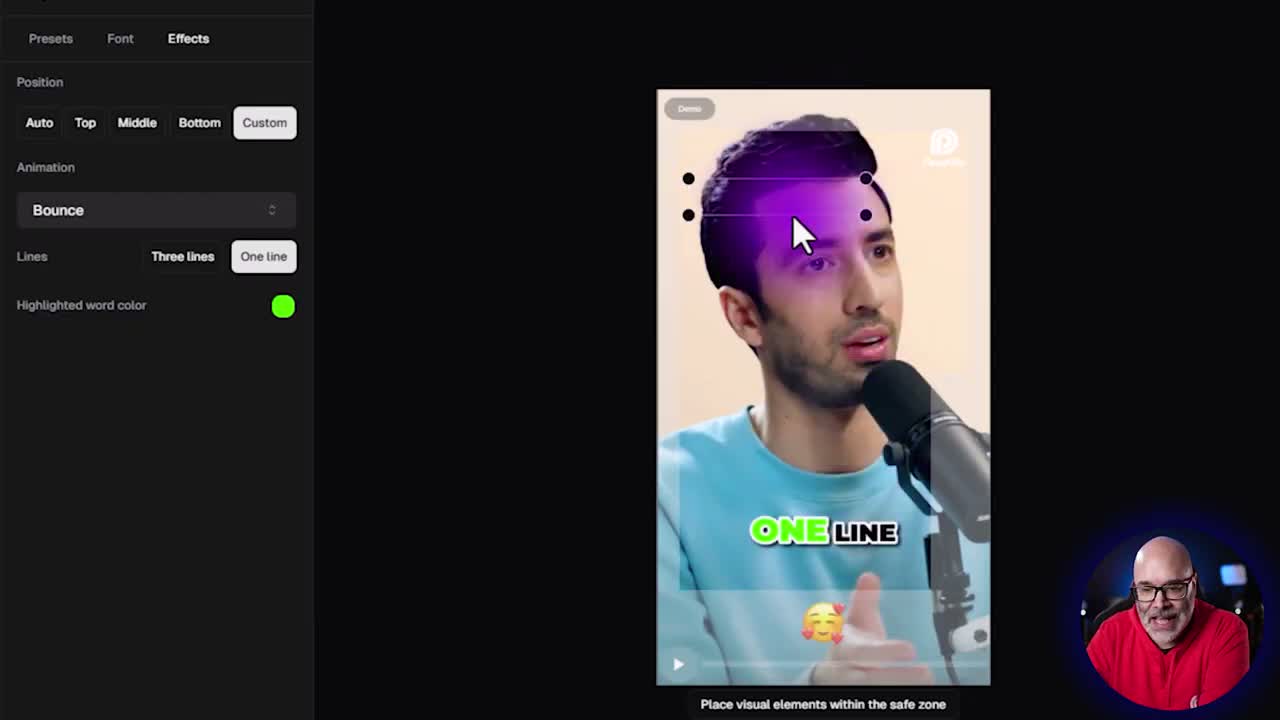 Presets Font Effects
Position
Auto Top Middle Bottom Custom
Animation
Bounce
Lines Three lines One line
Highlighted word color
Demo
ONE LINE
Place visual elements within the safe zone